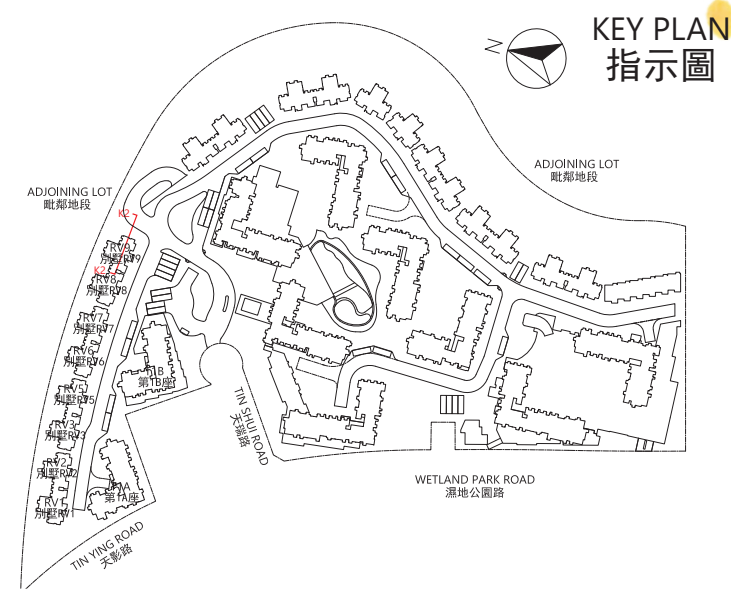 KEY PLAN
指示圖
N
ADJOINING LOT
毗鄰地段
ADJOINING LOT
毗鄰地段
K2
K2
RV9
別墅RV9
RV8
別墅RV8
RV7
別墅RV7
RV6
別墅RV6
RV5
別墅RV5
RV3
別墅RV3
RV2
別墅RV2
RV1
別墅RV1
第1B座
第1A座
TIN SHUI ROAD
天瑞路
WETLAND PARK ROAD
濕地公園路
TIN YING ROAD
天影路